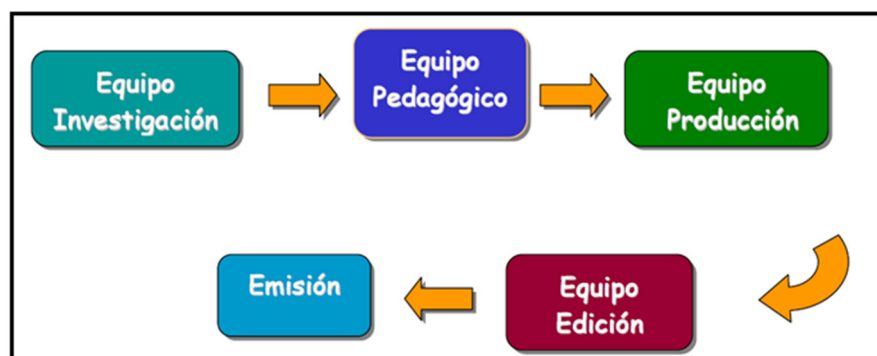 Equipo
Investigación
Equipo
Pedagógico
Equipo
Producción
Emisión
Equipo
Edición